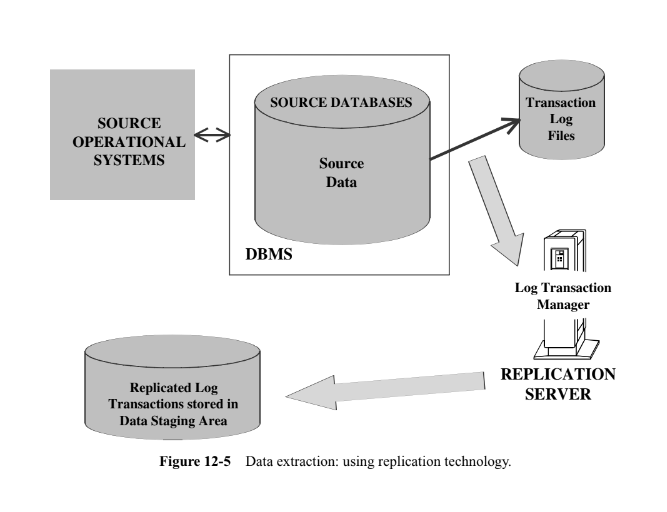 SOURCE
OPERATIONAL
SYSTEMS
SOURCE DATABASES
Source
Data
DBMS
Transaction
Log
Files
Log Transaction
Manager
REPLICATION
SERVER
Replicated Log
Transactions stored in
Data Staging Area
Figure 12-5 Data extraction: using replication technology.